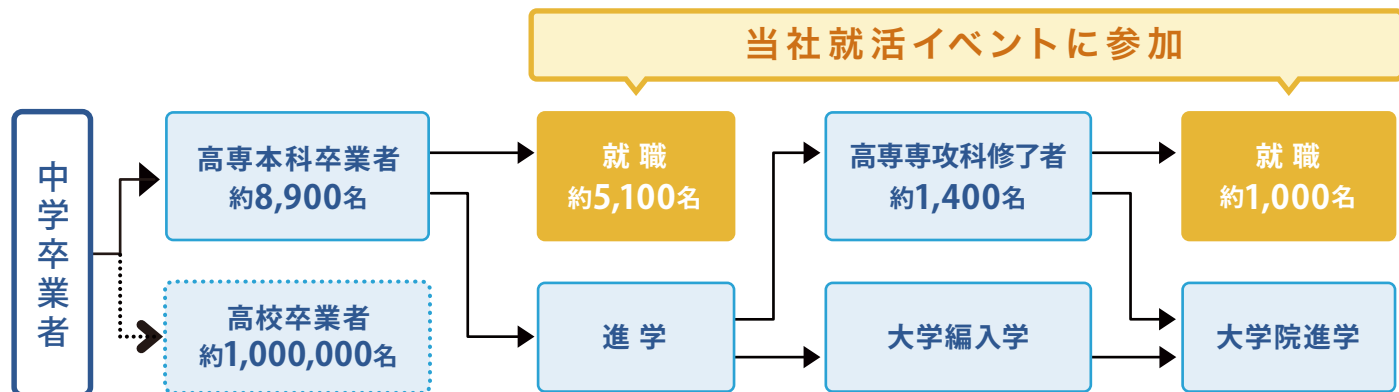 当社就活イベントに参加
中学卒業者
高専本科卒業者
約8,900名
就職
約5,100名
高専専攻科修了者
約1,400名
就職
約1,000名
高校卒業者
約1,000,000名
進学
大学編入学
大学院進学